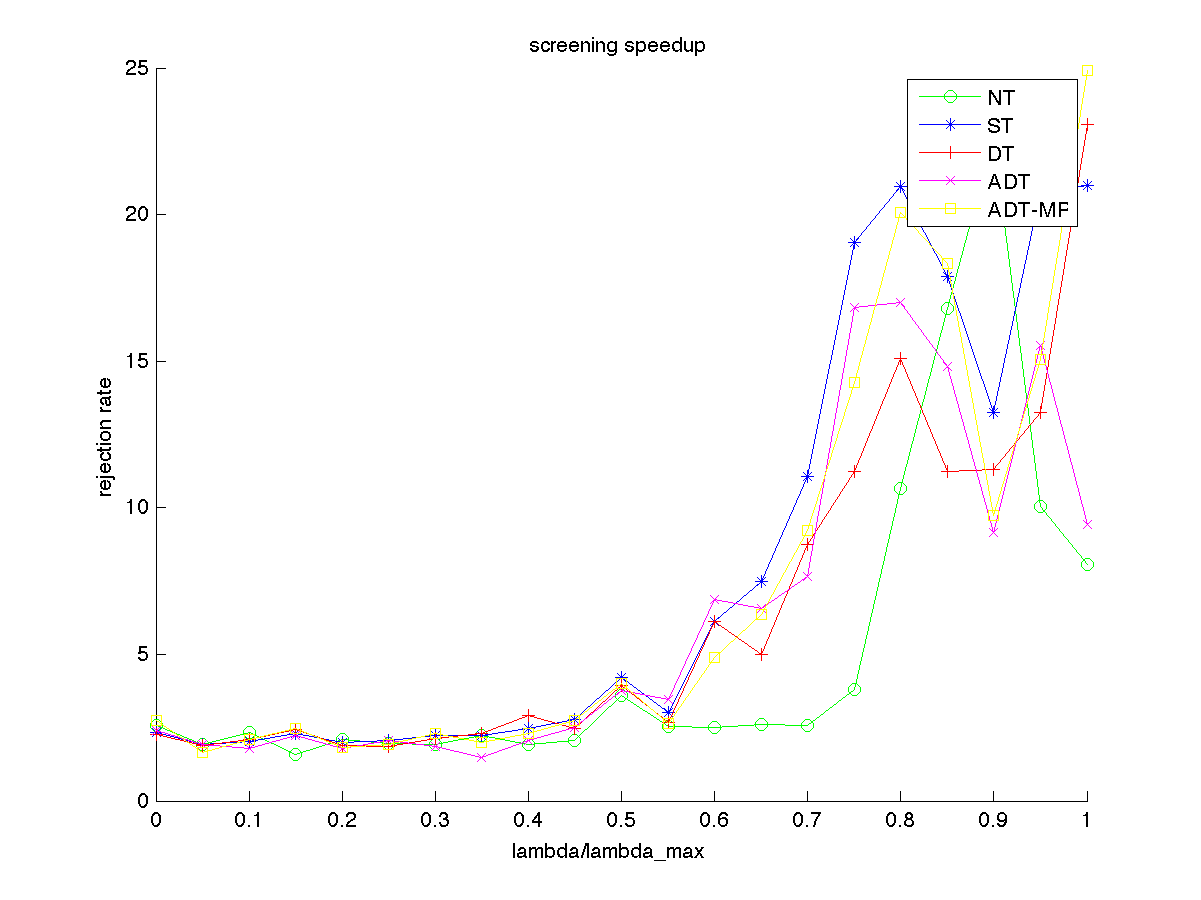 screening speedup
25
20
15
10
5
0
rejection rate
NT
ST
DT
ADT
ADT-MP
0 0.1 0.2 0.3 0.4 0.5 0.6 0.7 0.8 0.9 1
lambda/lambda_max